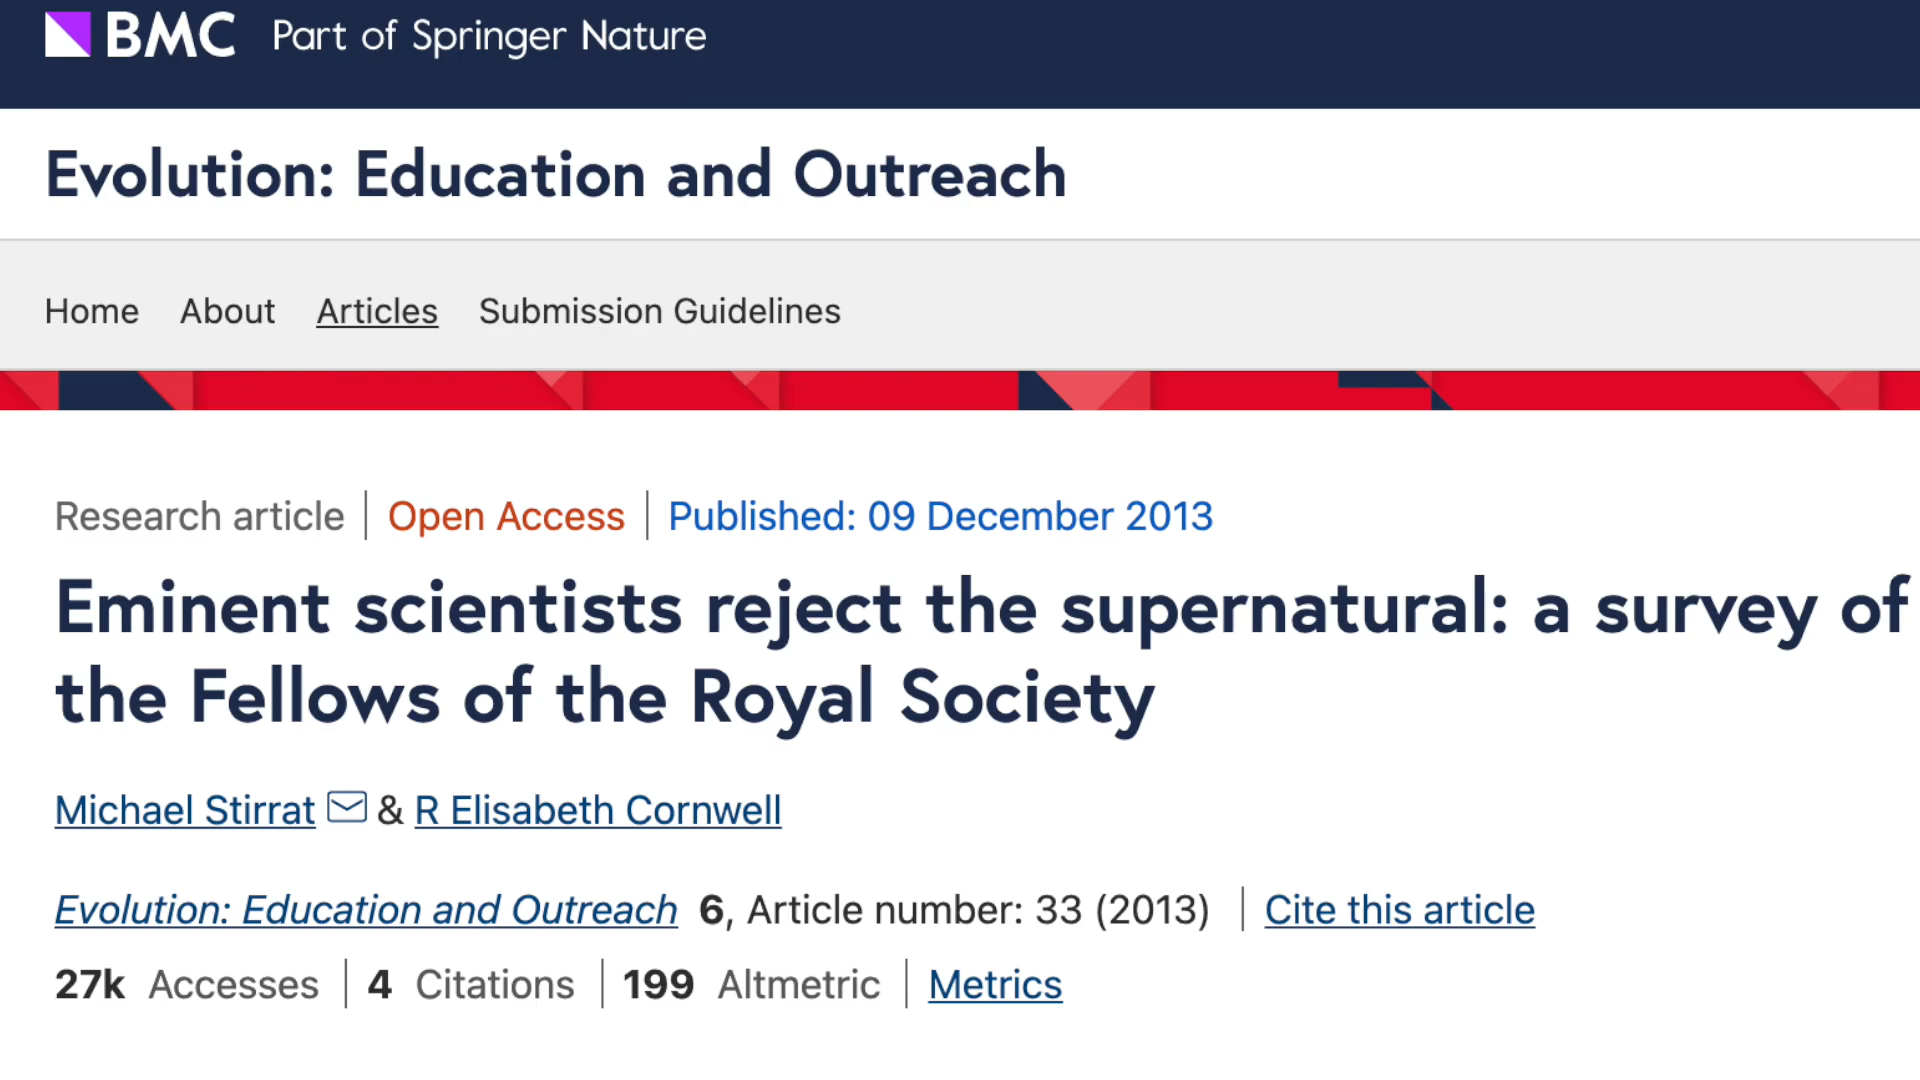 BMC Part of Springer Nature
Evolution: Education and Outreach
Home About Articles Submission Guidelines
Research article | Open Access | Published: 09 December 2013
Eminent scientists reject the supernatural: a survey of
the Fellows of the Royal Society
Michael Stirrat & R Elisabeth Cornwell
Evolution: Education and Outreach 6, Article number: 33 (2013) | Cite this article
27k Accesses | 4 Citations | 199 Altmetric | Metrics